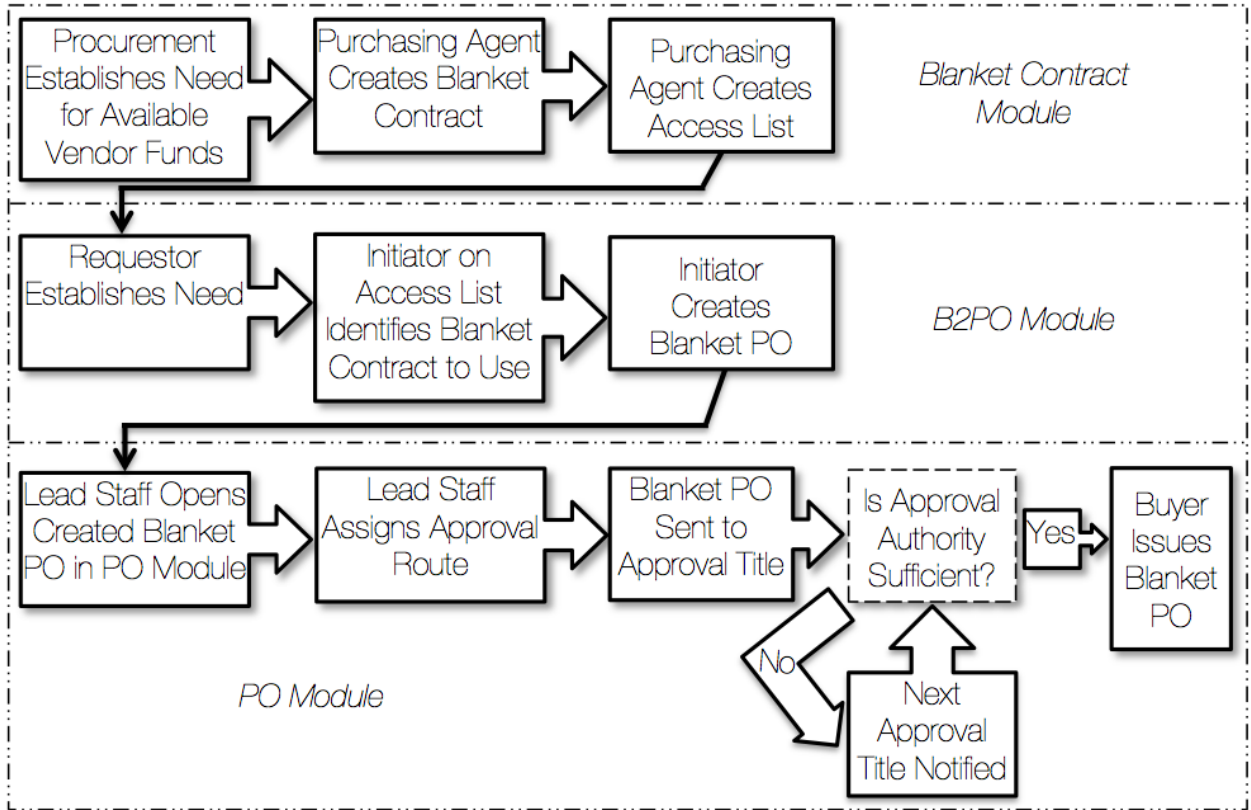 Procurement
Establishes Need
for Available
Vendor Funds
Purchasing Agent
Creates Blanket
Contract
Purchasing
Agent Creates
Access List
Blanket Contract
Module
Requestor
Establishes Need
Initiator on
Access List
Identifies Blanket
Contract to Use
Initiator
Creates
Blanket PO
B2PO Module
Lead Staff Opens
Created Blanket
PO in PO Module
Lead Staff
Assigns Approval
Route
Blanket PO
Sent to
Approval Title
Is Approval
Authority
Sufficient?
Yes
Buyer
Issues
Blanket
PO
No
Next
Approval
Title Notified
PO Module